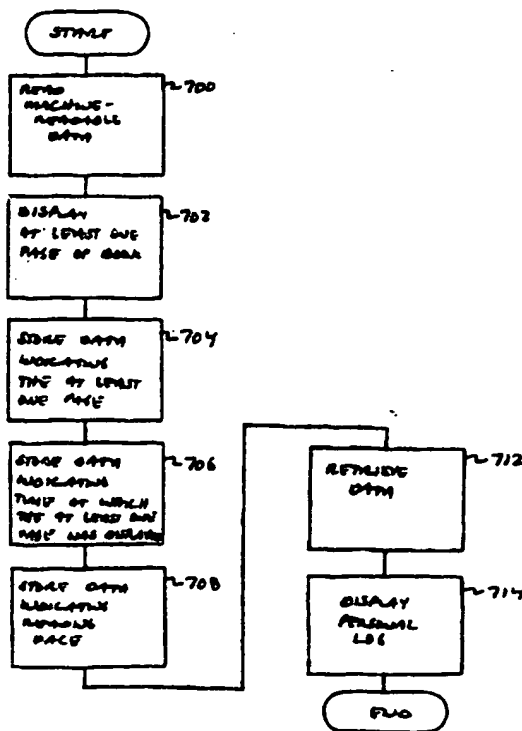 START
READ
MACHINE-
READABLE
DATA
700
DISPLAY
AT LEAST ONE
PAGE OF BOOK
702
STORE DATA
INDICATING
THE AT LEAST
ONE PAGE
704
STORE DATA
INDICATING
TIME AT WHICH
THE AT LEAST ONE
PAGE WAS DISPLAYED
706
STORE DATA
INDICATING
READING
PACE
708
RETRIEVE
DATA
712
DISPLAY
PERSONAL
LOG
714
END